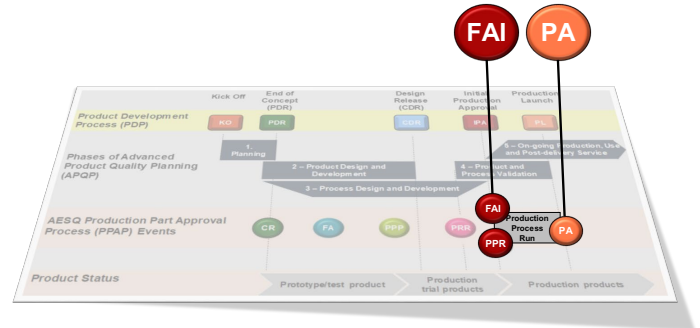 FAI
PA
Kick Off
End of
Concept
(PDR)
Design
Release
(CDR)
Initial
Production
Approval
Production
Launch
Product Development
Process (PDP)
KO
PDR
CDR
IPA
PL
Phases of Advanced
Product Quality Planning
(APQP)
1.
Planning
2 – Product Design and
Development
3 – Process Design and Development
4 – Product and
Process Validation
5 – On-going Production, Use
and Post-delivery Service
AESQ Production Part Approval
Process (PPAP) Events
CR
FA
PPP
PRR
FAI
PPR
Production
Process
Run
PA
Product Status
Prototype/test product
Production
trial products
Production products